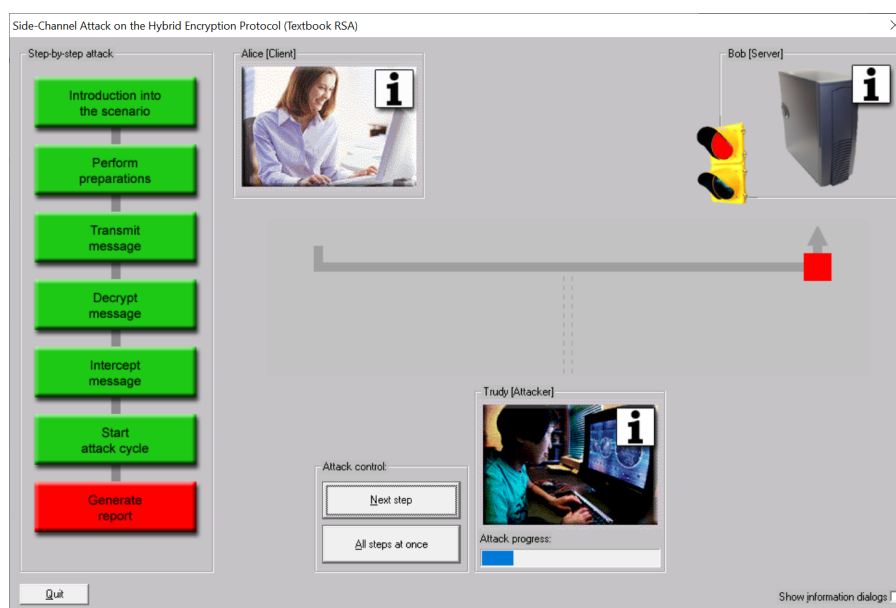 Side-Channel Attack on the Hybrid Encryption Protocol (Textbook RSA)
Step-by-step attack
Introduction into
the scenario
Perform
preparations
Transmit
message
Decrypt
message
Intercept
message
Start
attack cycle
Generate
report
Quit
Alice [Client]
i
Bob [Server]
i
Attack control:
Next step
All steps at once
Trudy [Attacker]
i
Attack progress:
Show information dialogs